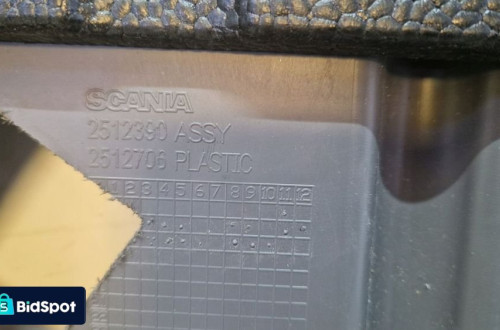 SCANIA
2512390 ASSY
2512706 PLASTIC
1 2 3 4 5 6 7 8 9 10 11 12
S BidSpot